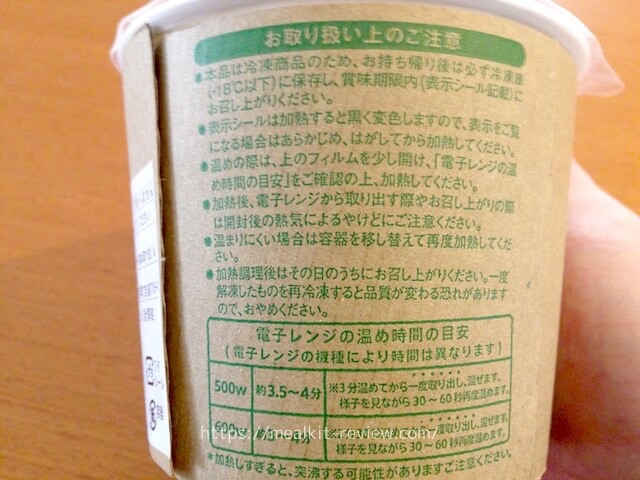 お取り扱い上のご注意
●本品は冷凍商品のため、お持ち帰り後は必ず冷凍庫
(-18℃以下)に保存し、賞味期限内(表示シール記載)に
お召し上がりください。
●表示シールは加熱すると黒く変色しますので、表示をご覧
になる場合はあらかじめ、はがしてから加熱してください。
●温めの際は、上のフィルムを少し開け、「電子レンジの温
め時間の目安」をご確認の上、加熱してください。
●加熱後、電子レンジから取り出す際やお召し上がりの際
は開封後の熱気によるやけどにご注意ください。
●温まりにくい場合は容器を移し替えて再度加熱してくだ
さい。
●加熱調理後はその日のうちにお召し上がりください。一度
解凍したものを再冷凍すると品質が変わる恐れがあります
ので、おやめください。
電子レンジの温め時間の目安
(電子レンジの機種により時間は異なります)
500w 約3.5~4分 ※3分温めてから一度取り出し、混ぜます。
様子を見ながら30~60秒再度温めます。
600w 一度取り出し、混ぜます。
様子を見ながら30~60秒再度温めます。
https://mealkit-review.com/
*加熱しすぎると、突沸する可能性がありますご注意ください。